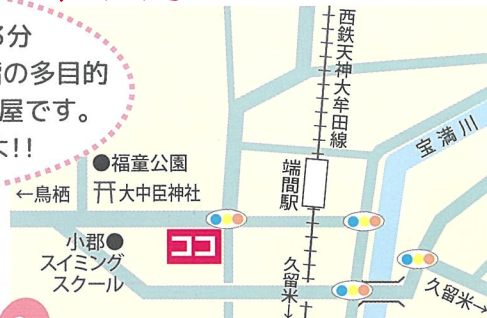 分
の多目的
屋です。
!!
西鉄天神大牟田線
宝満川
●福童公園
端間駅
←鳥栖
大中臣神社
小郡●
スイミング
スクール
ココ
久留米→
久留米→